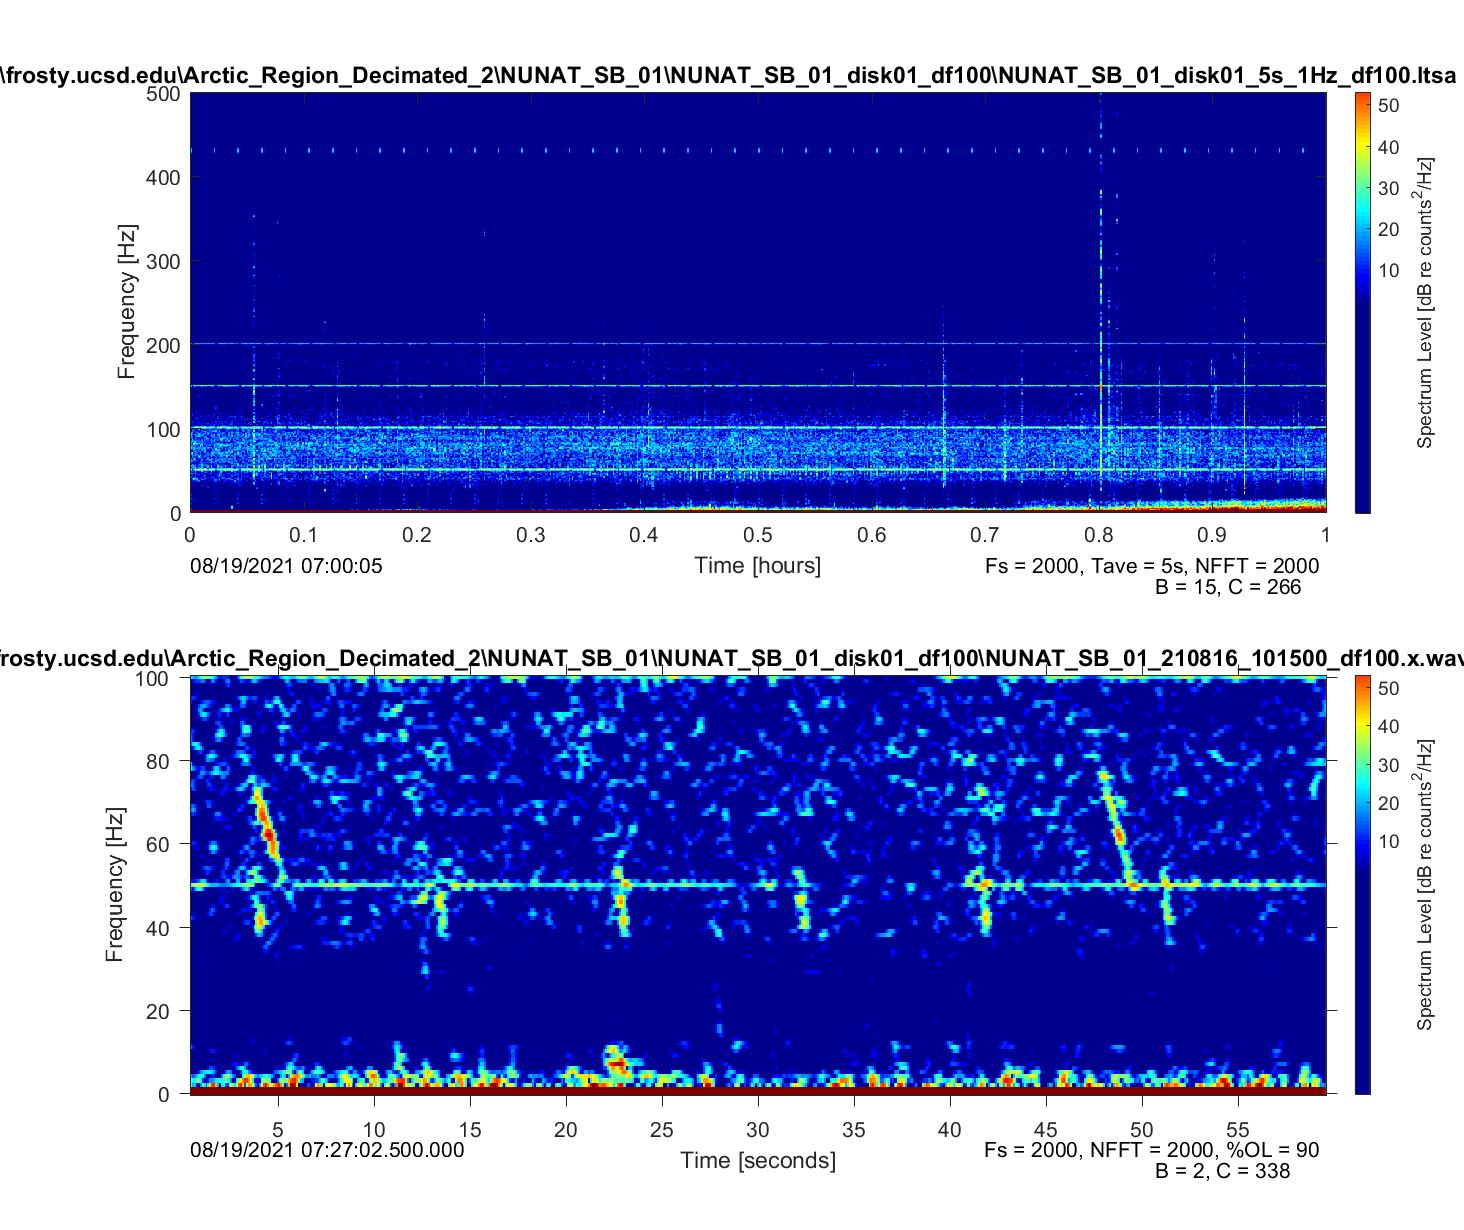 \frosty.ucsd.edu\Arctic_Region_Decimated_2\NUNAT_SB_01\NUNAT_SB_01_disk01_df100\NUNAT_SB_01_disk01_5s_1Hz_df100.ltsa
500
400
300
200
100
0
Frequency [Hz]
0 0.1 0.2 0.3 0.4 0.5 0.6 0.7 0.8 0.9 1
08/19/2021 07:00:05
Time [hours]
Fs = 2000, Tave = 5s, NFFT = 2000
B = 15, C = 266
50
40
30
20
10
Spectrum Level [dB re counts²/Hz]
frosty.ucsd.edu\Arctic_Region_Decimated_2\NUNAT_SB_01\NUNAT_SB_01_disk01_df100\NUNAT_SB_01_210816_101500_df100.x.wav
100
80
60
40
20
0
Frequency [Hz]
5 10 15 20 25 30 35 40 45 50 55
08/19/2021 07:27:02.500.000
Time [seconds]
Fs = 2000, NFFT = 2000, %OL = 90
B = 2, C = 338
50
40
30
20
10
Spectrum Level [dB re counts²/Hz]